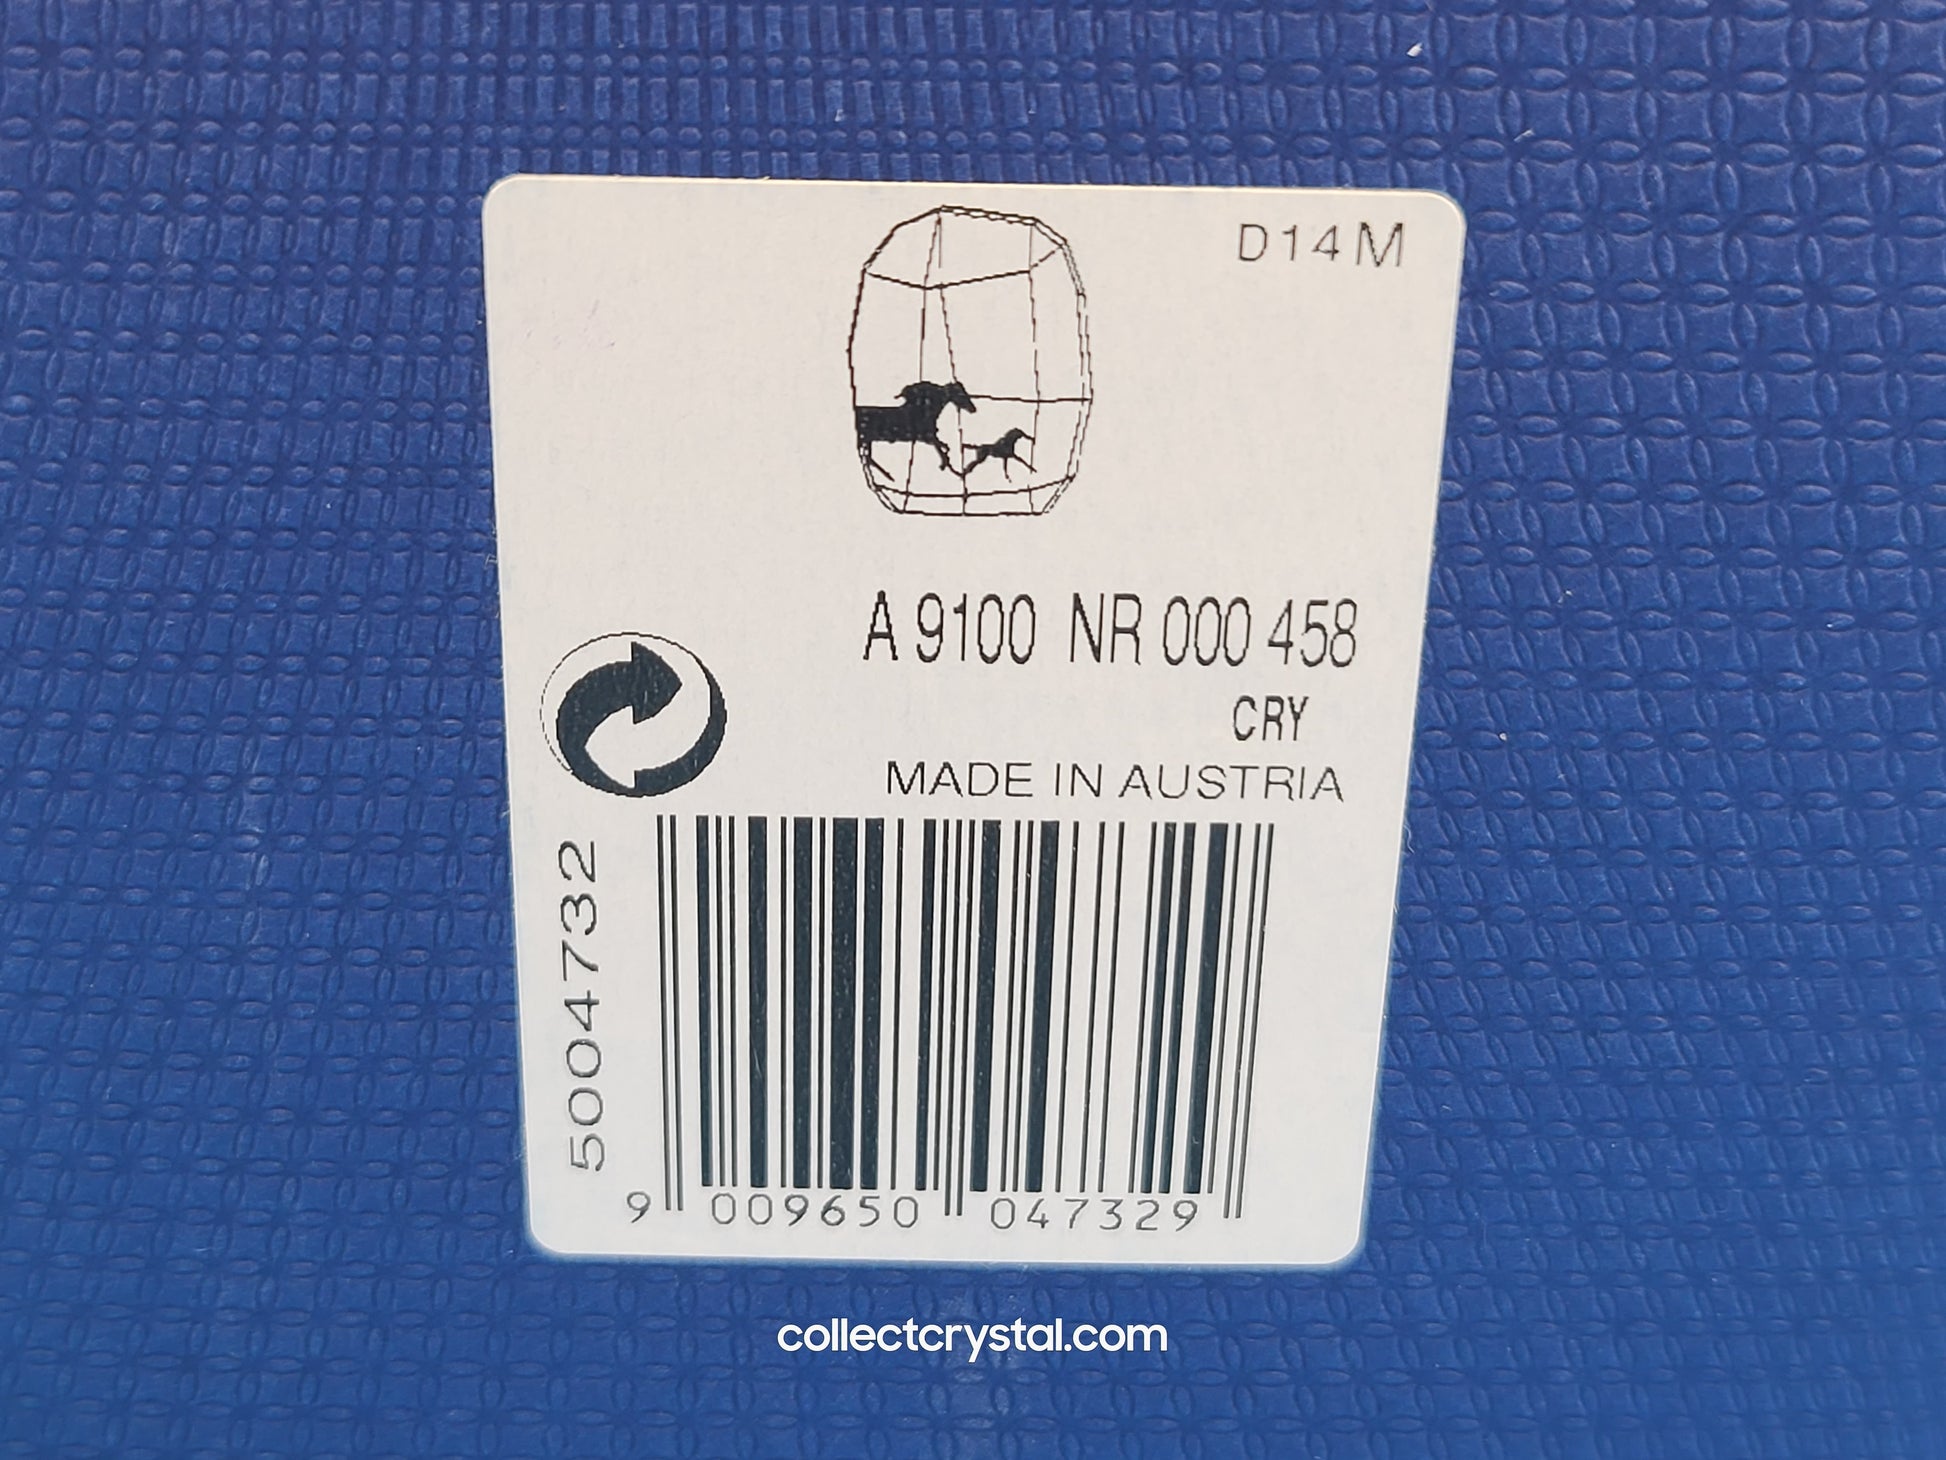 D14M
A 9100 NR 000 458
CRY
MADE IN AUSTRIA
5004732
9 009650 047329
collectcrystal.com